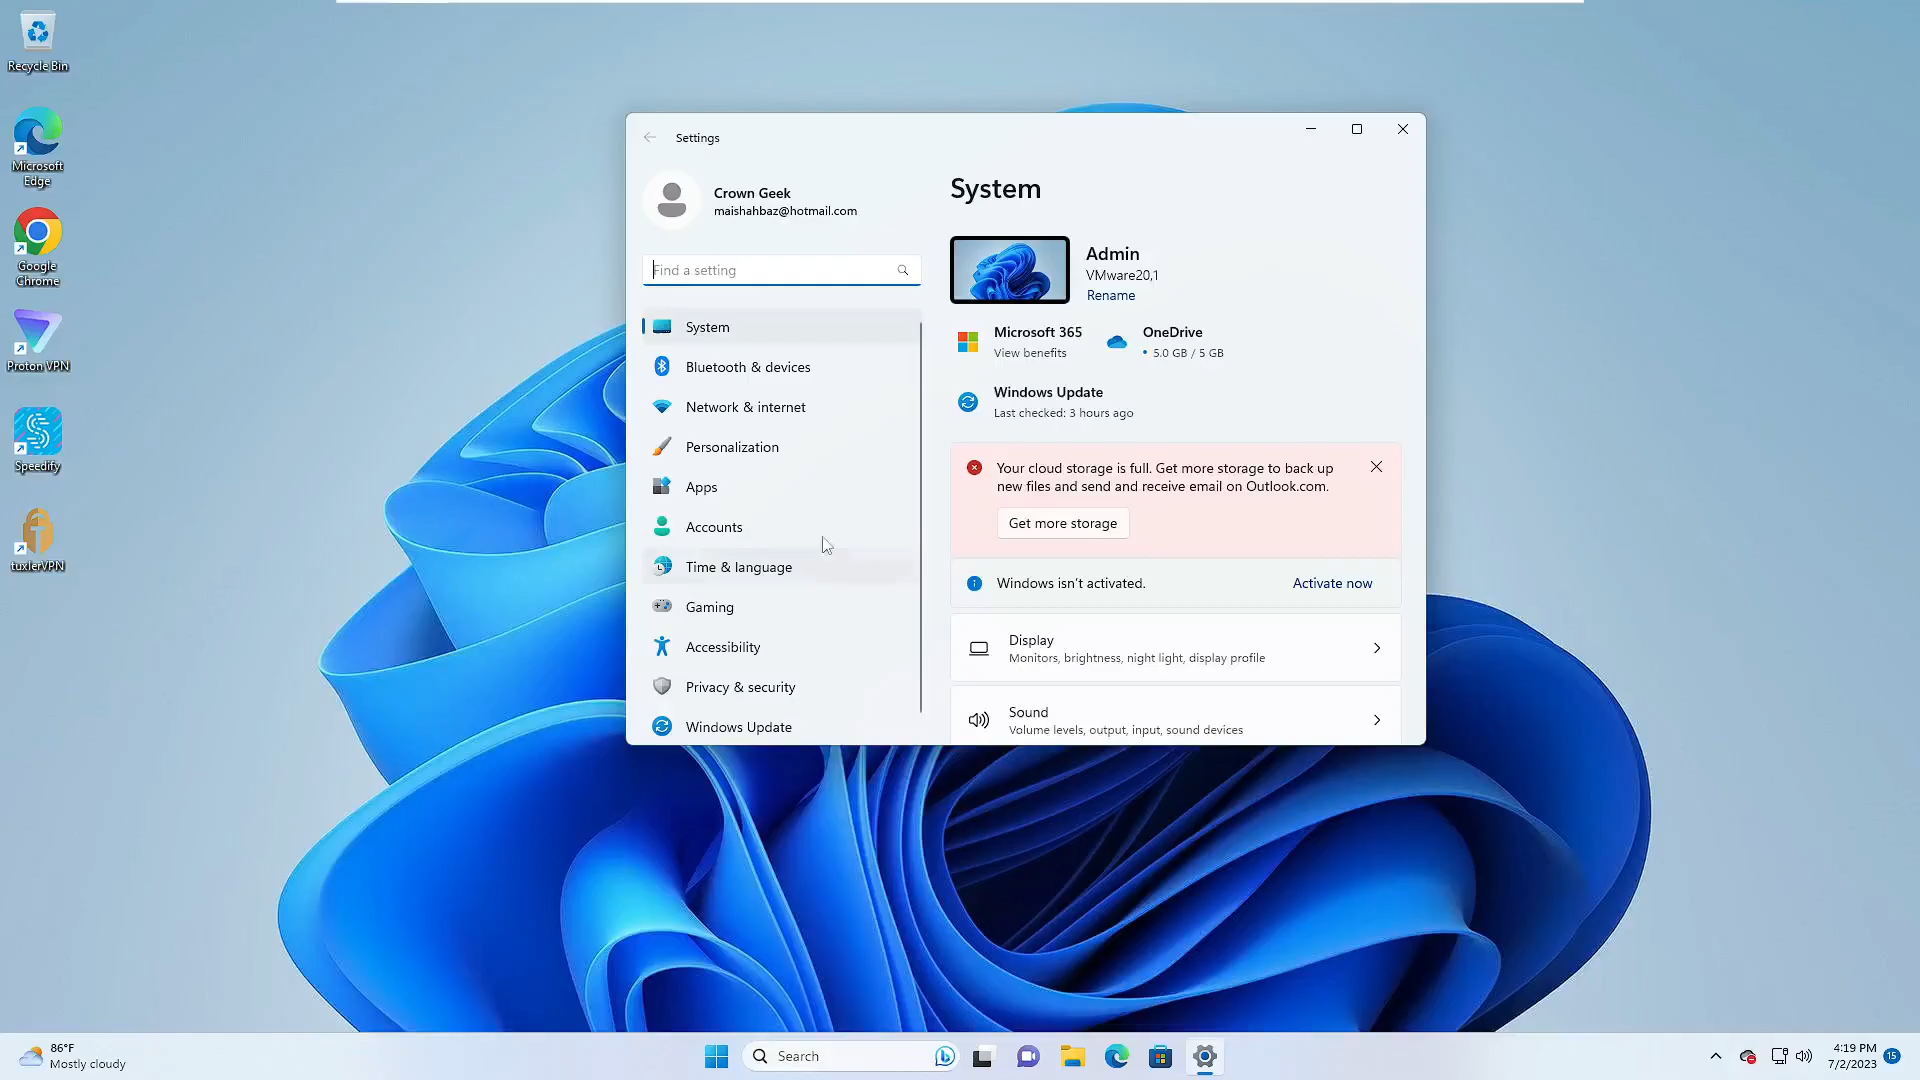 Recycle Bin
Microsoft
Edge
Google
Chrome
Proton VPN
Speedify
tuxlerVPN
Settings
Crown Geek
maishahbaz@hotmail.com
Find a setting
System
Bluetooth & devices
Network & internet
Personalization
Apps
Accounts
Time & language
Gaming
Accessibility
Privacy & security
Windows Update
System
Admin
VMware20,1
Rename
Microsoft 365
View benefits
OneDrive
• 5.0 GB / 5 GB
Windows Update
Last checked: 3 hours ago
Your cloud storage is full. Get more storage to back up
new files and send and receive email on Outlook.com.
Get more storage
Windows isn't activated.
Activate now
Display
Monitors, brightness, night light, display profile
Sound
Volume levels, output, input, sound devices
86°F
Mostly cloudy
Search
4:19 PM
7/2/2023
15